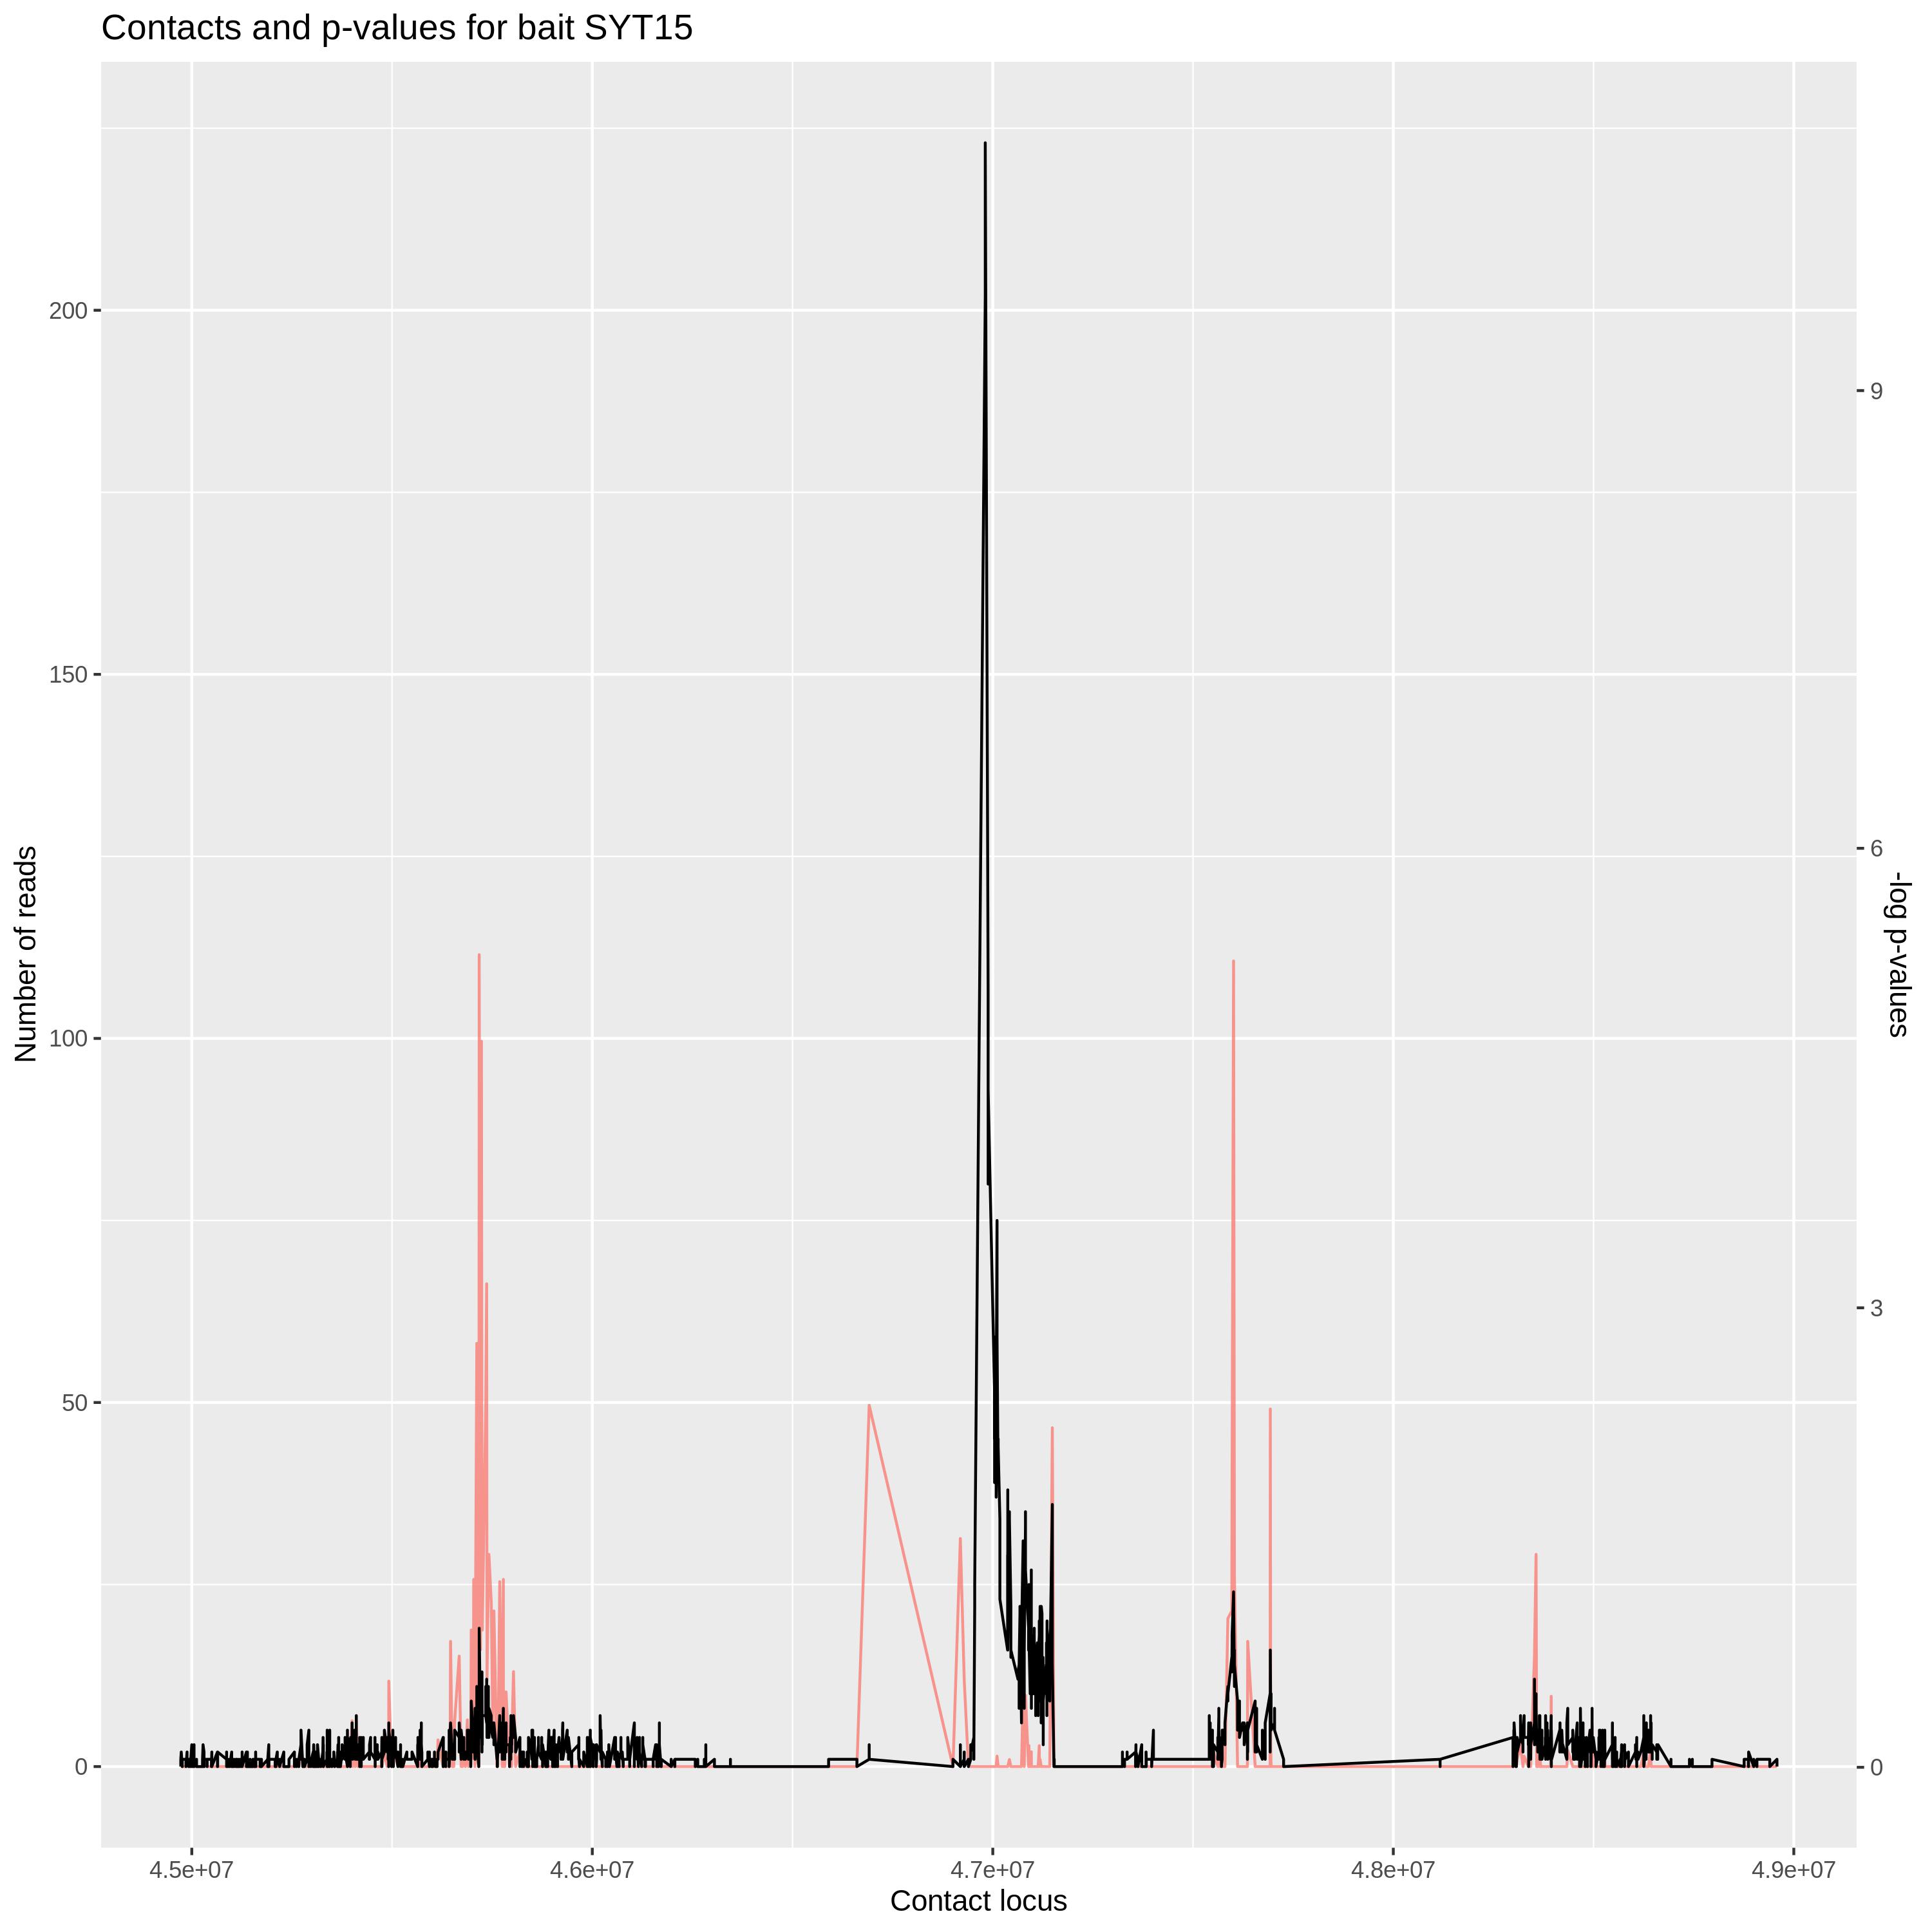 Contacts and p-values for bait SYT15
Number of reads
200
150
100
50
0
9
6
3
0
-log p-values
4.5e+07
4.6e+07
4.7e+07
4.8e+07
4.9e+07
Contact locus